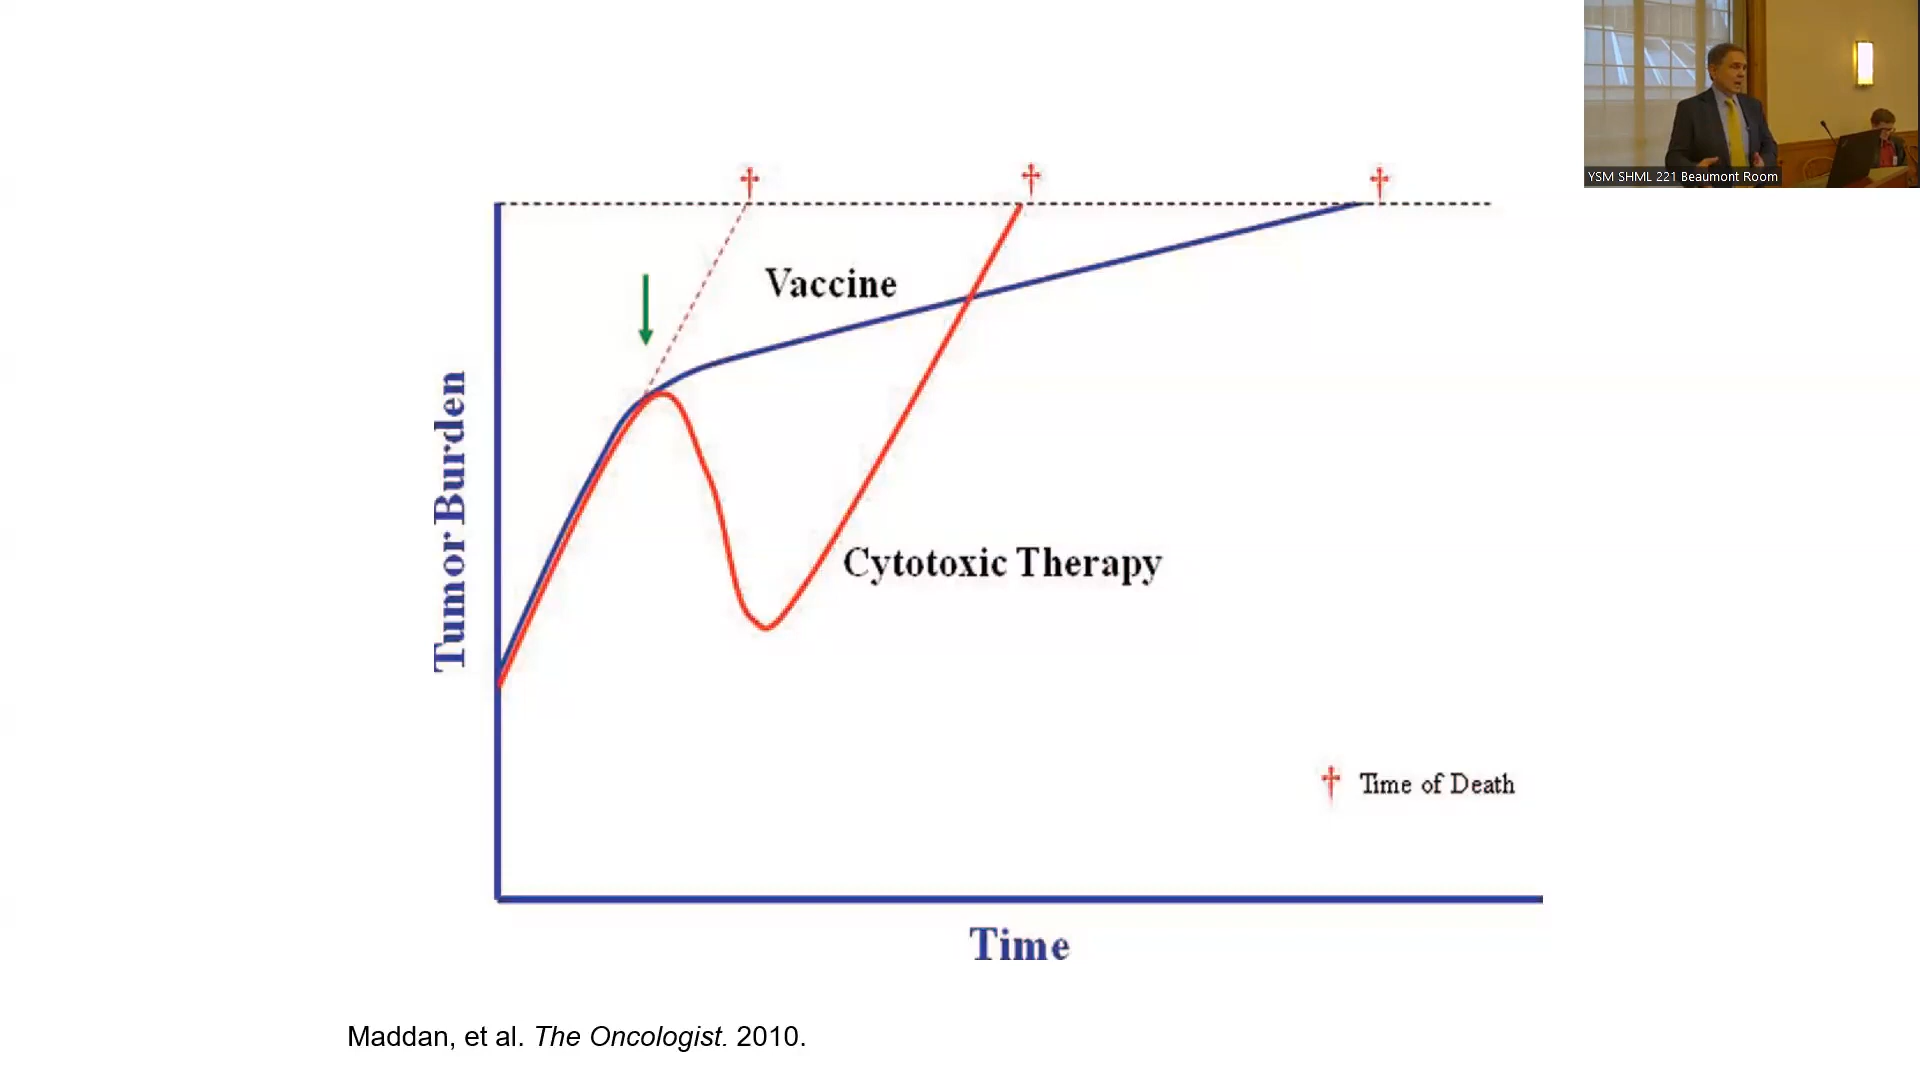 YSM SHML 221 Beaumont Room
† † †
Vaccine
Tumor Burden
Cytotoxic Therapy
† Time of Death
Time
Maddan, et al. The Oncologist. 2010.